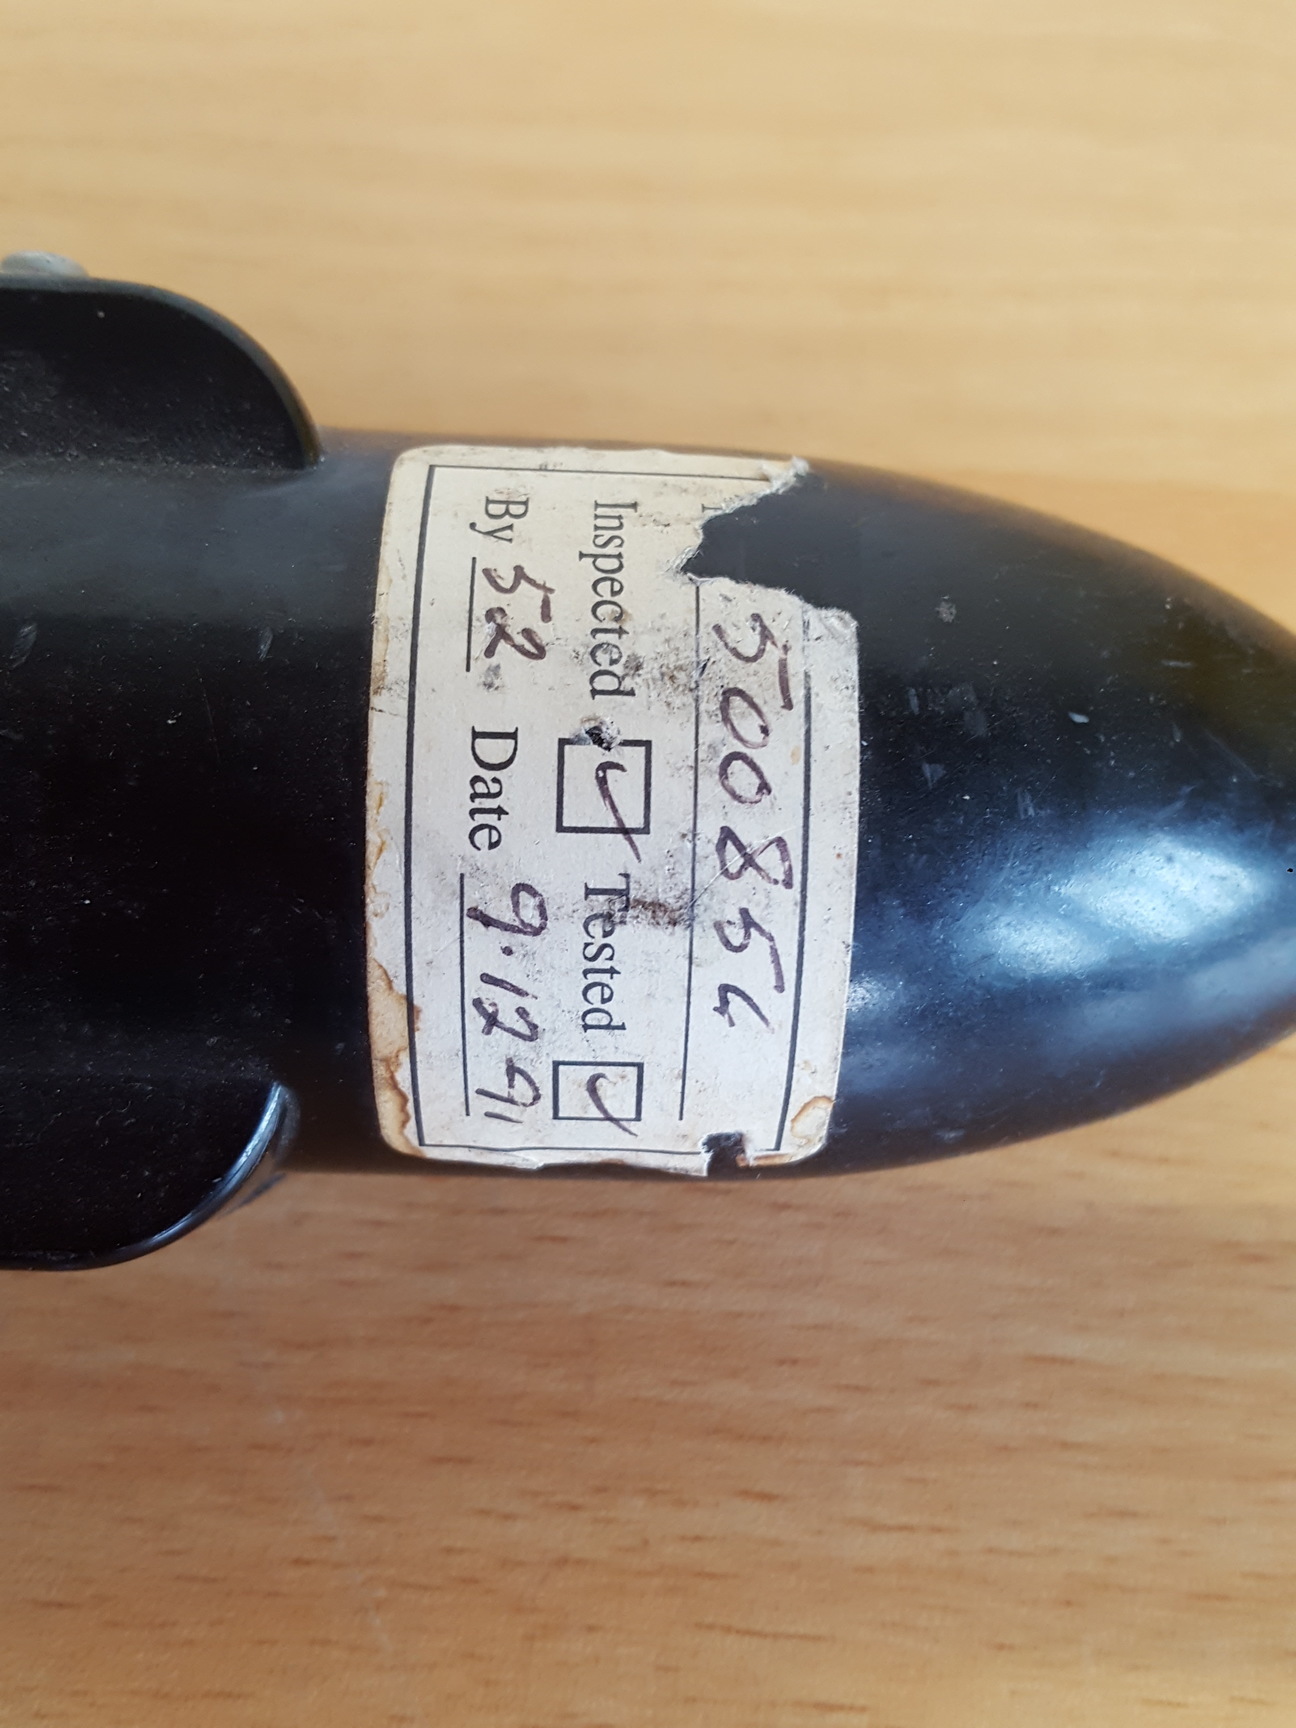 500854
Inspected ✓ Tested ✓
By 52 Date 9.12 91